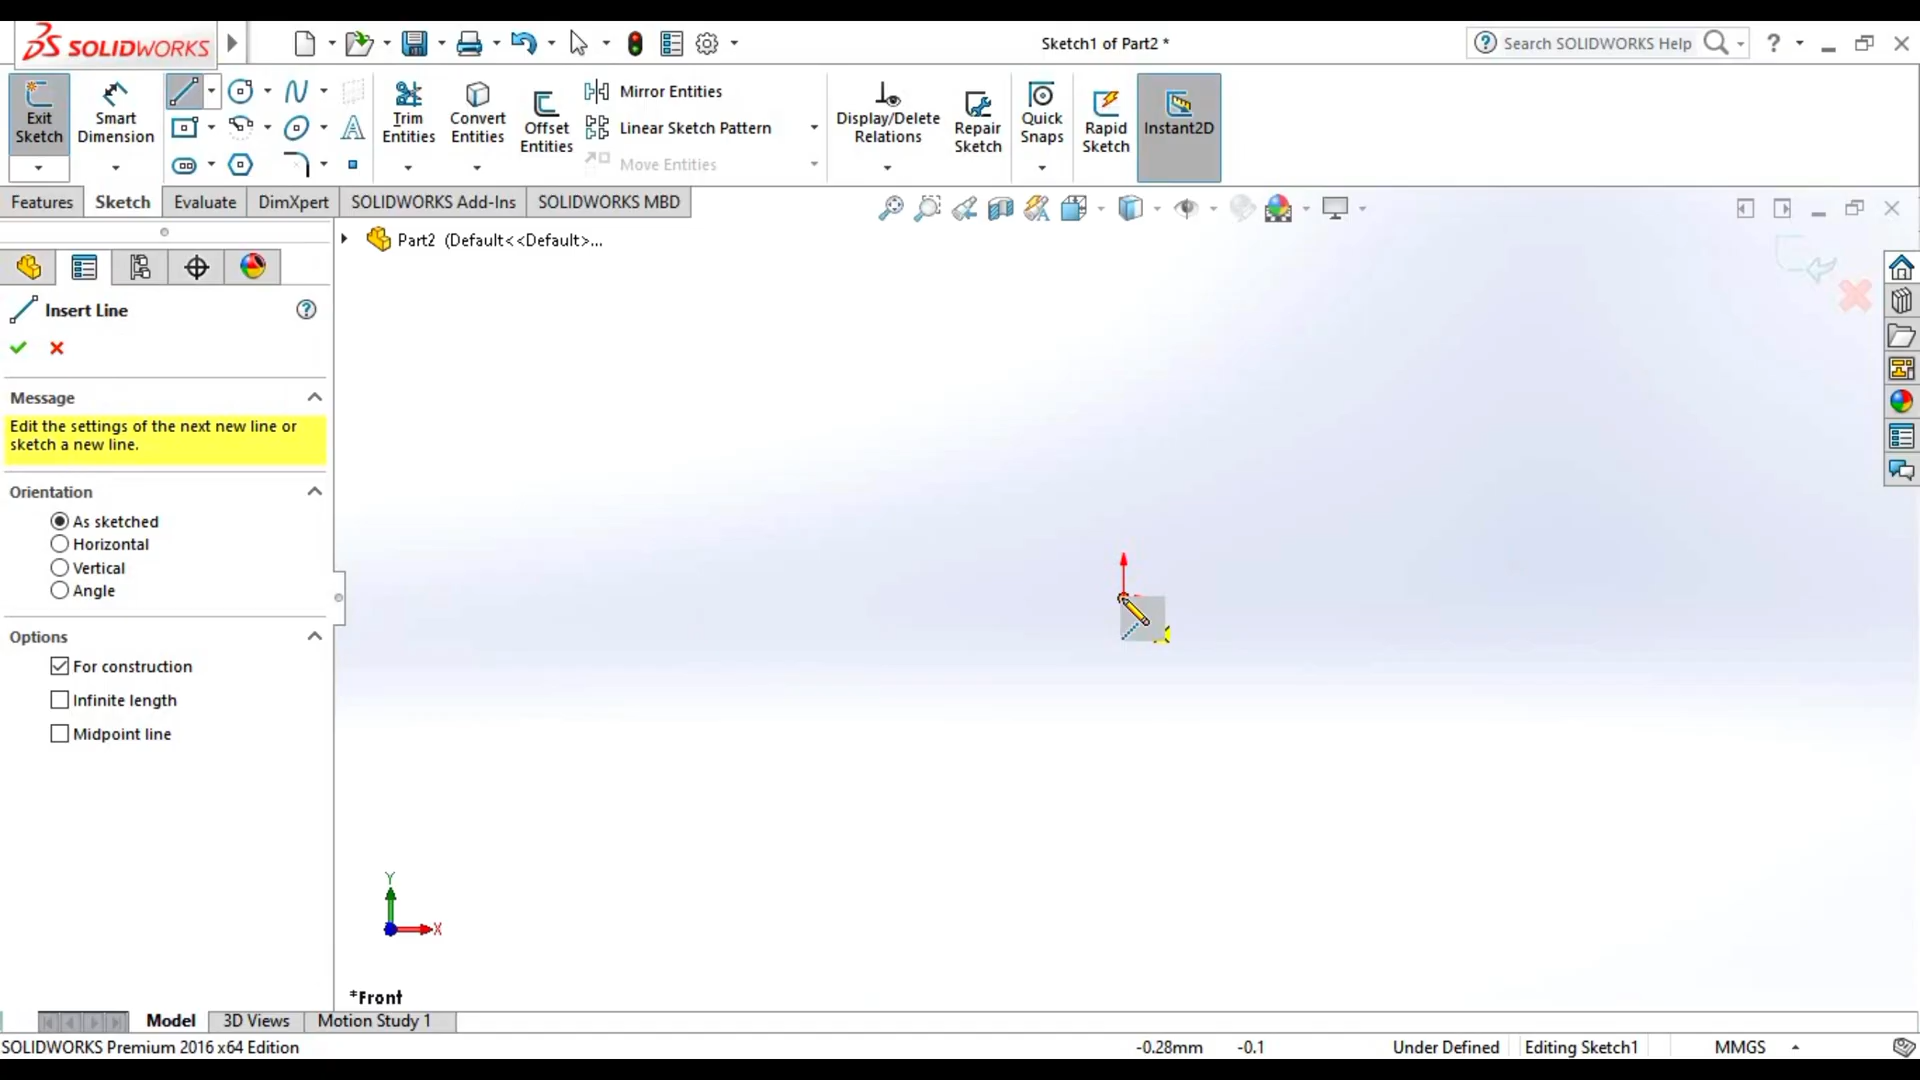 SOLIDWORKS
Sketch1 of Part2 *
Search SOLIDWORKS Help
?
Exit Sketch
Smart Dimension
Trim Entities
Convert Entities
Offset Entities
Mirror Entities
Linear Sketch Pattern
Move Entities
Display/Delete Relations
Repair Sketch
Quick Snaps
Rapid Sketch
Instant2D
Features
Sketch
Evaluate
DimXpert
SOLIDWORKS Add-Ins
SOLIDWORKS MBD
Part2 (Default<<Default>...
Insert Line
?
Message
Edit the settings of the next new line or
sketch a new line.
Orientation
As sketched
Horizontal
Vertical
Angle
Options
For construction
Infinite length
Midpoint line
Y
X
*Front
Model
3D Views
Motion Study 1
SOLIDWORKS Premium 2016 x64 Edition
-0.28mm
-0.1
Under Defined
Editing Sketch1
MMGS